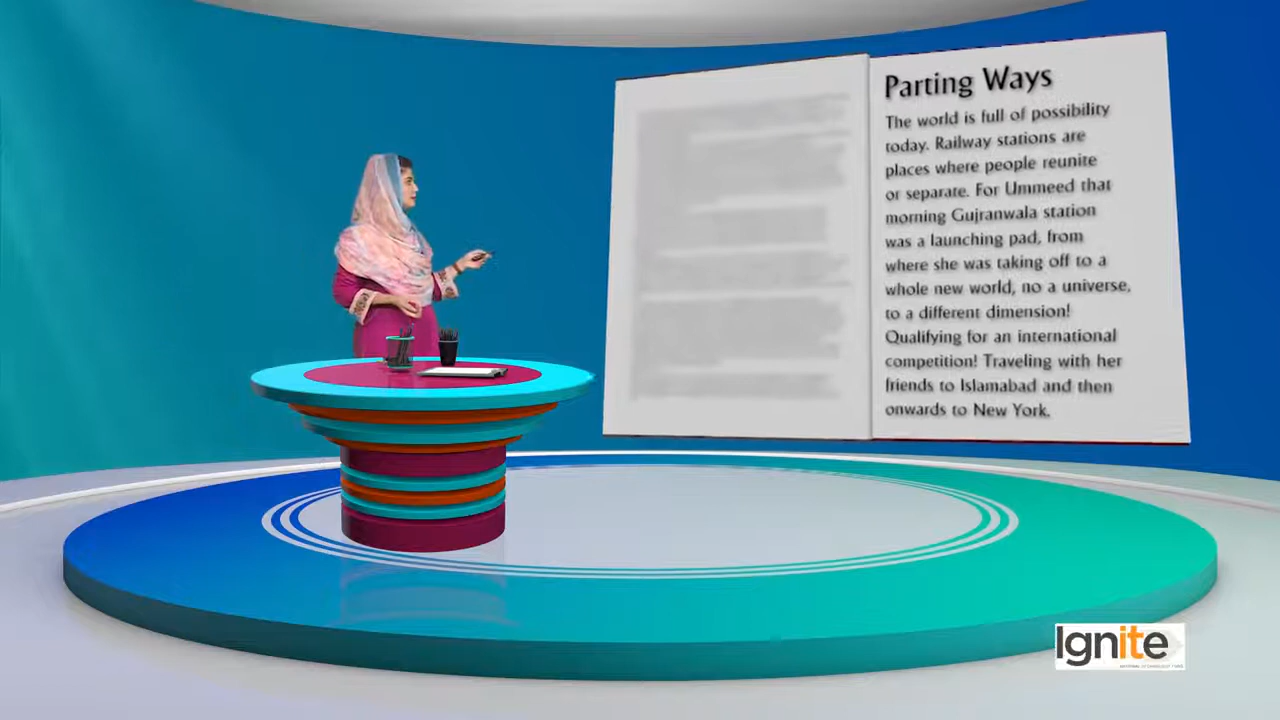 Parting Ways
The world is full of possibility
today. Railway stations are
places where people reunite
or separate. For Ummeed that
morning Gujranwala station
was a launching pad, from
where she was taking off to a
whole new world, no a universe,
to a different dimension!
Qualifying for an international
competition! Traveling with her
friends to Islamabad and then
onwards to New York.
Ignite
NATIONAL TECHNOLOGY FUND